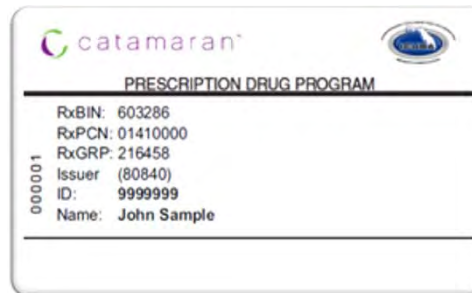 catamaran
PRESCRIPTION DRUG PROGRAM
RxBIN: 603286
RxPCN: 01410000
RxGRP: 216458
Issuer (80840)
ID: 9999999
Name: John Sample
000001